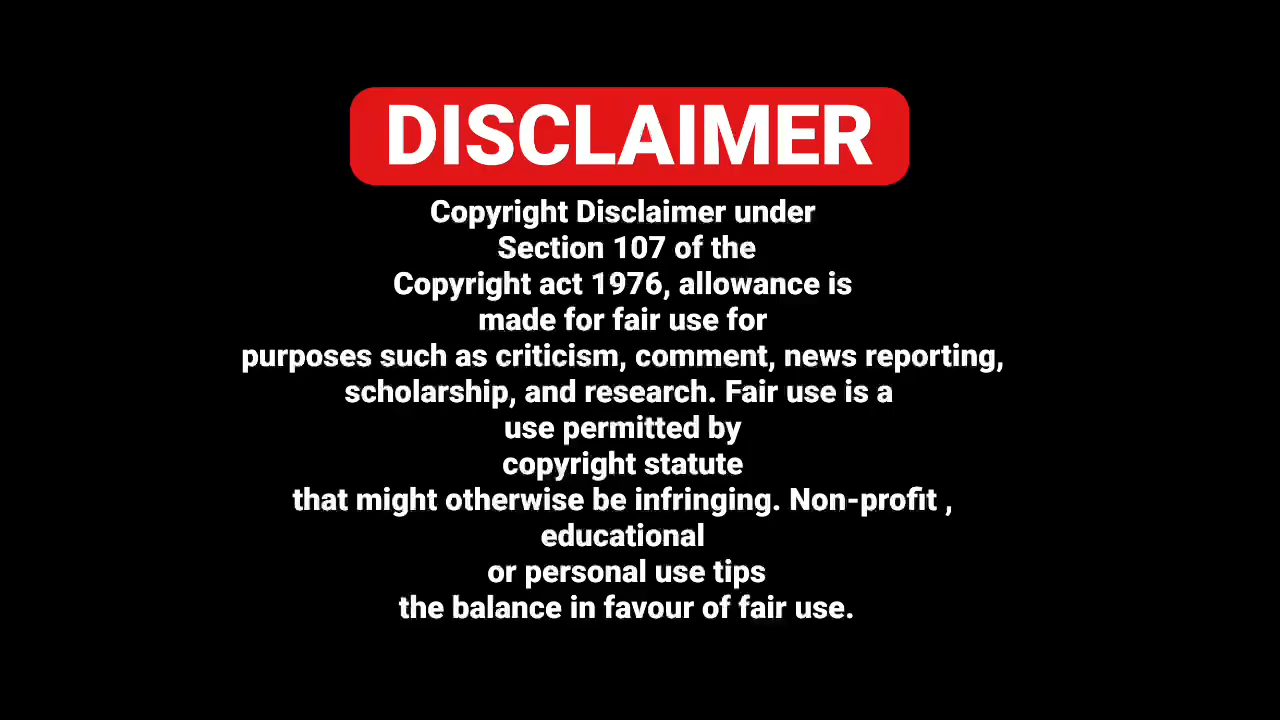 DISCLAIMER
Copyright Disclaimer under
Section 107 of the
Copyright act 1976, allowance is
made for fair use for
purposes such as criticism, comment, news reporting,
scholarship, and research. Fair use is a
use permitted by
copyright statute
that might otherwise be infringing. Non-profit ,
educational
or personal use tips
the balance in favour of fair use.